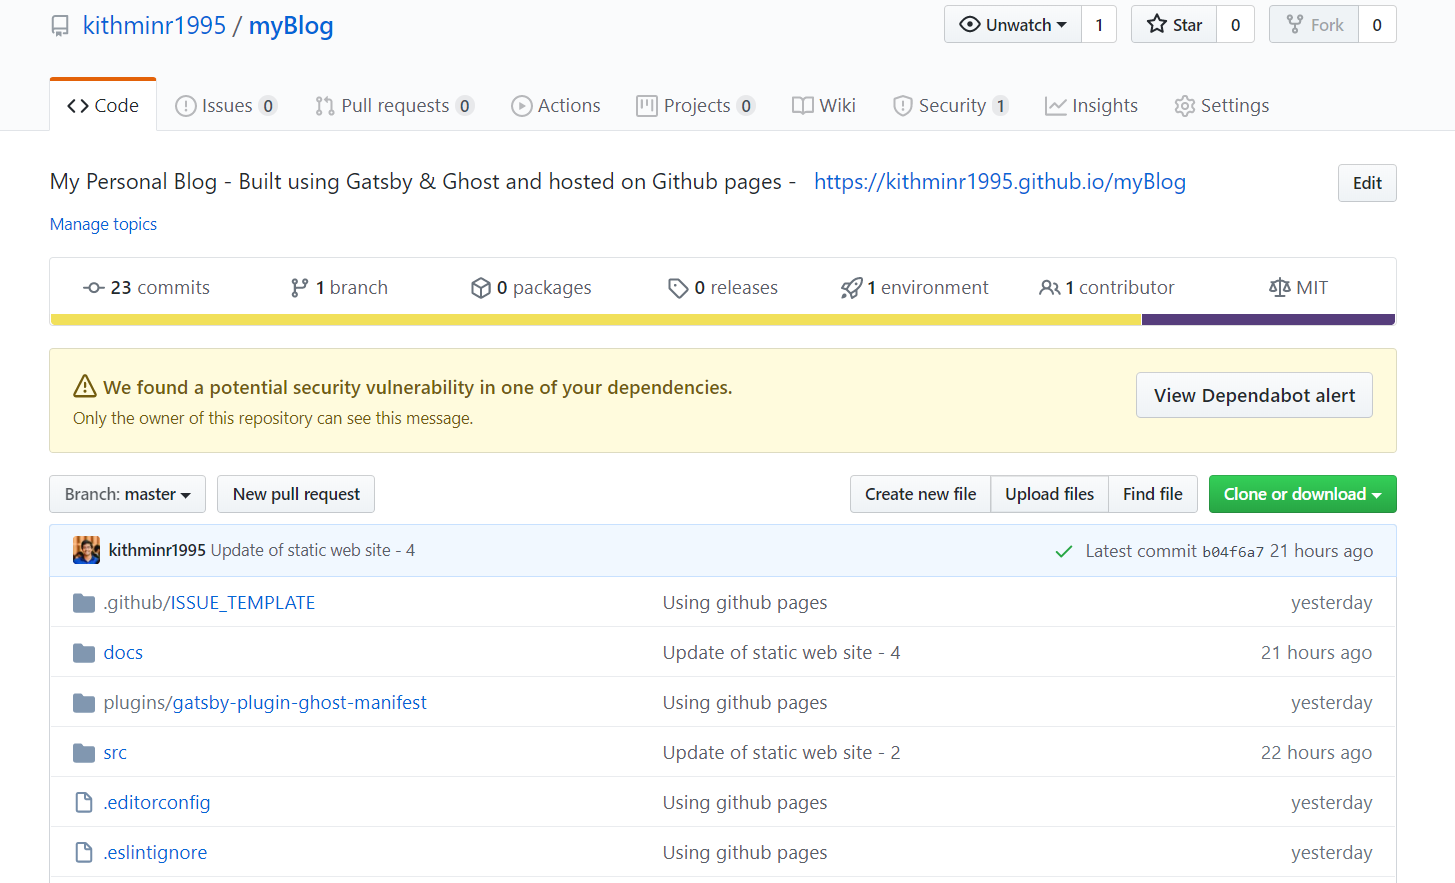 kithminr1995 / myBlog
Unwatch 1 Star 0 Fork 0
Code Issues 0 Pull requests 0 Actions Projects 0 Wiki Security 1 Insights Settings
My Personal Blog - Built using Gatsby & Ghost and hosted on Github pages - https://kithminr1995.github.io/myBlog Edit
Manage topics
23 commits 1 branch 0 packages 0 releases 1 environment 1 contributor MIT
We found a potential security vulnerability in one of your dependencies.
Only the owner of this repository can see this message.
View Dependabot alert
Branch: master New pull request Create new file Upload files Find file Clone or download
kithminr1995 Update of static web site - 4 Latest commit b04f6a7 21 hours ago
.github/ISSUE_TEMPLATE Using github pages yesterday
docs Update of static web site - 4 21 hours ago
plugins/gatsby-plugin-ghost-manifest Using github pages yesterday
src Update of static web site - 2 22 hours ago
.editorconfig Using github pages yesterday
.eslintignore Using github pages yesterday